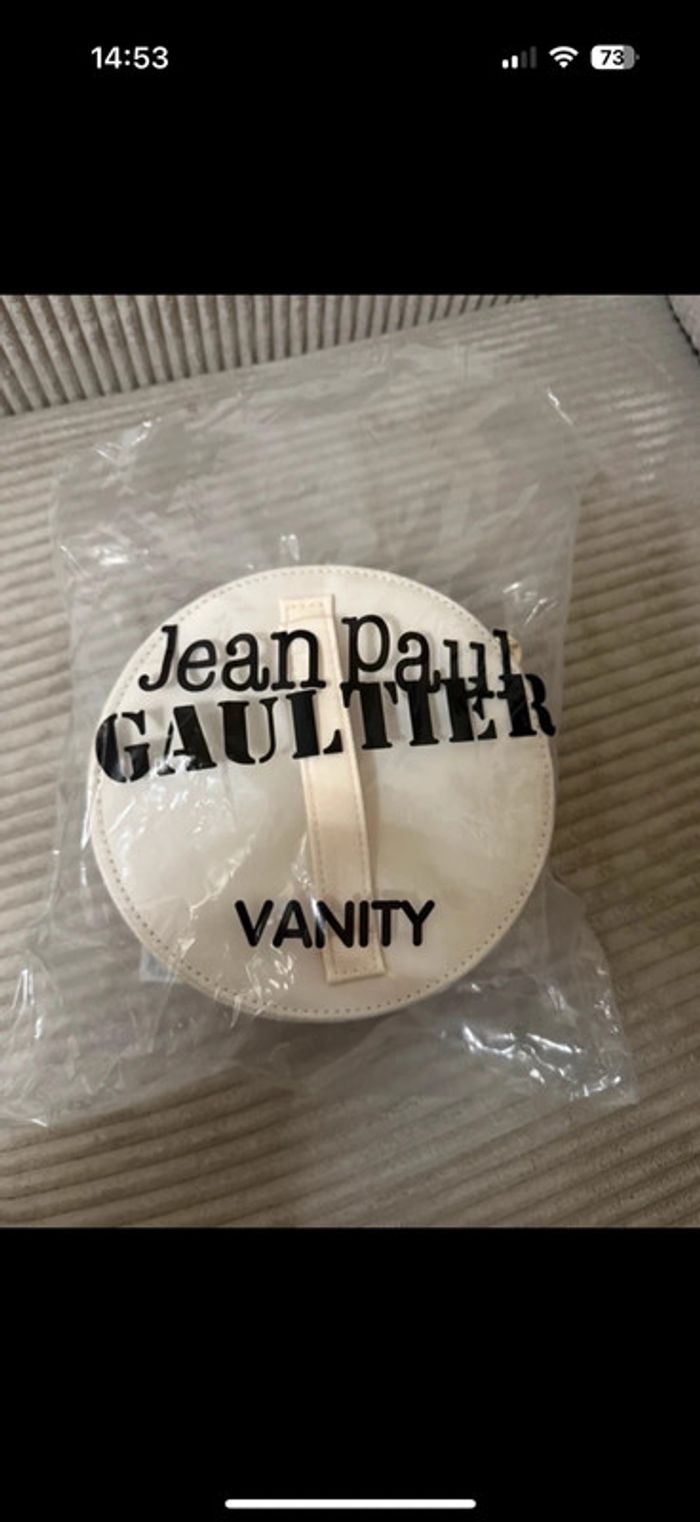 14:53
73
Jean Paul
GAULTIER
VANITY